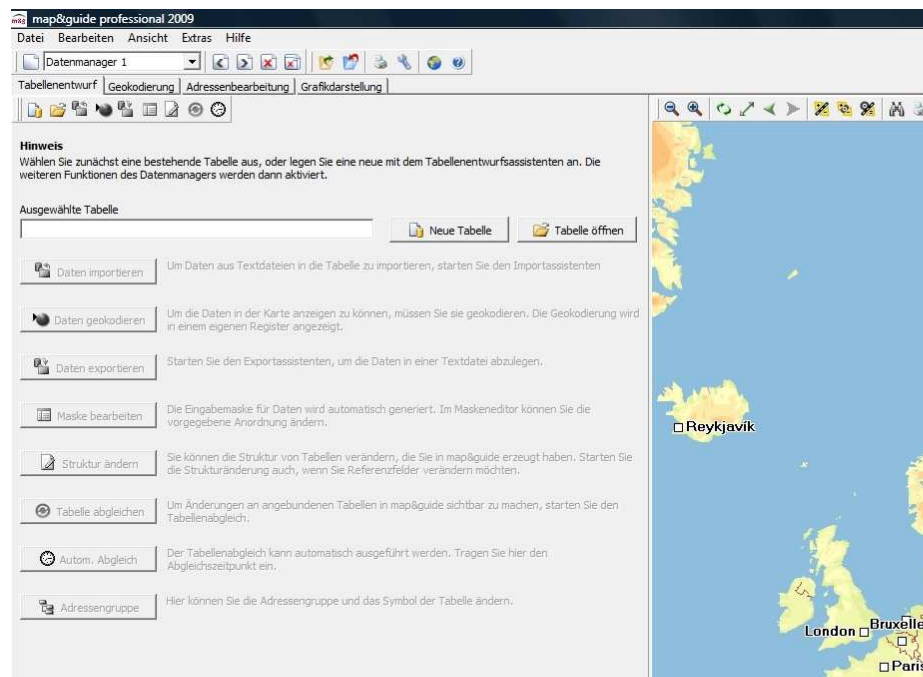 map&guide professional 2009
Datei Bearbeiten Ansicht Extras Hilfe
Datenmanager 1
Tabellenentwurf Geokodierung Adressenbearbeitung Grafikdarstellung
Hinweis
Wählen Sie zunächst eine bestehende Tabelle aus, oder legen Sie eine neue mit dem Tabellenentwurfsassistenten an. Die
weiteren Funktionen des Datenmanagers werden dann aktiviert.
Ausgewählte Tabelle
Neue Tabelle Tabelle öffnen
Daten importieren Um Daten aus Textdateien in die Tabelle zu importieren, starten Sie den Importassistenten
Daten geokodieren Um die Daten in der Karte anzeigen zu können, müssen Sie sie geokodieren. Die Geokodierung wird
in einem eigenen Register angezeigt.
Daten exportieren Starten Sie den Exportassistenten, um die Daten in einer Textdatei abzulegen.
Maske bearbeiten Die Eingabemaske für Daten wird automatisch generiert. Im Maskeneditor können Sie die
vorgegebene Anordnung ändern.
Struktur ändern Sie können die Struktur von Tabellen verändern, die Sie in map&guide erzeugt haben. Starten Sie
die Strukturänderung auch, wenn Sie Referenzfelder verändern möchten.
Tabelle abgleichen Um Änderungen an angebundenen Tabellen in map&guide sichtbar zu machen, starten Sie den
Tabellenabgleich.
Autom. Abgleich Der Tabellenabgleich kann automatisch ausgeführt werden. Tragen Sie hier den
Abgleichszeitpunkt ein.
Adressengruppe Hier können Sie die Adressengruppe und das Symbol der Tabelle ändern.
Reykjavík
London
Bruxelle
Paris